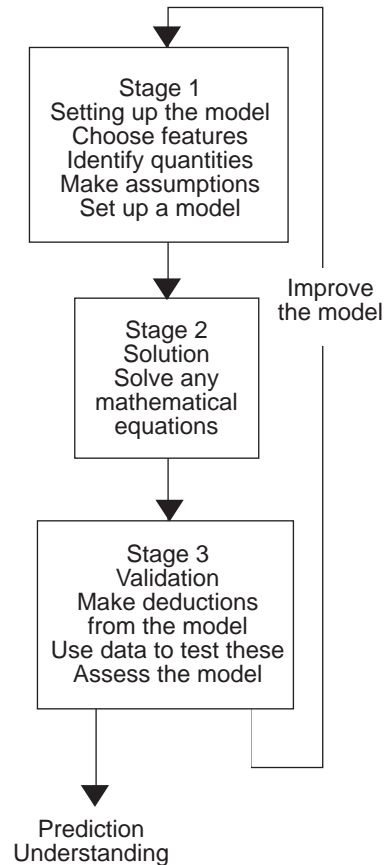 Stage 1
Setting up the model
Choose features
Identify quantities
Make assumptions
Set up a model
Improve
the model
Stage 2
Solution
Solve any
mathematical
equations
Stage 3
Validation
Make deductions
from the model
Use data to test these
Assess the model
Prediction
Understanding